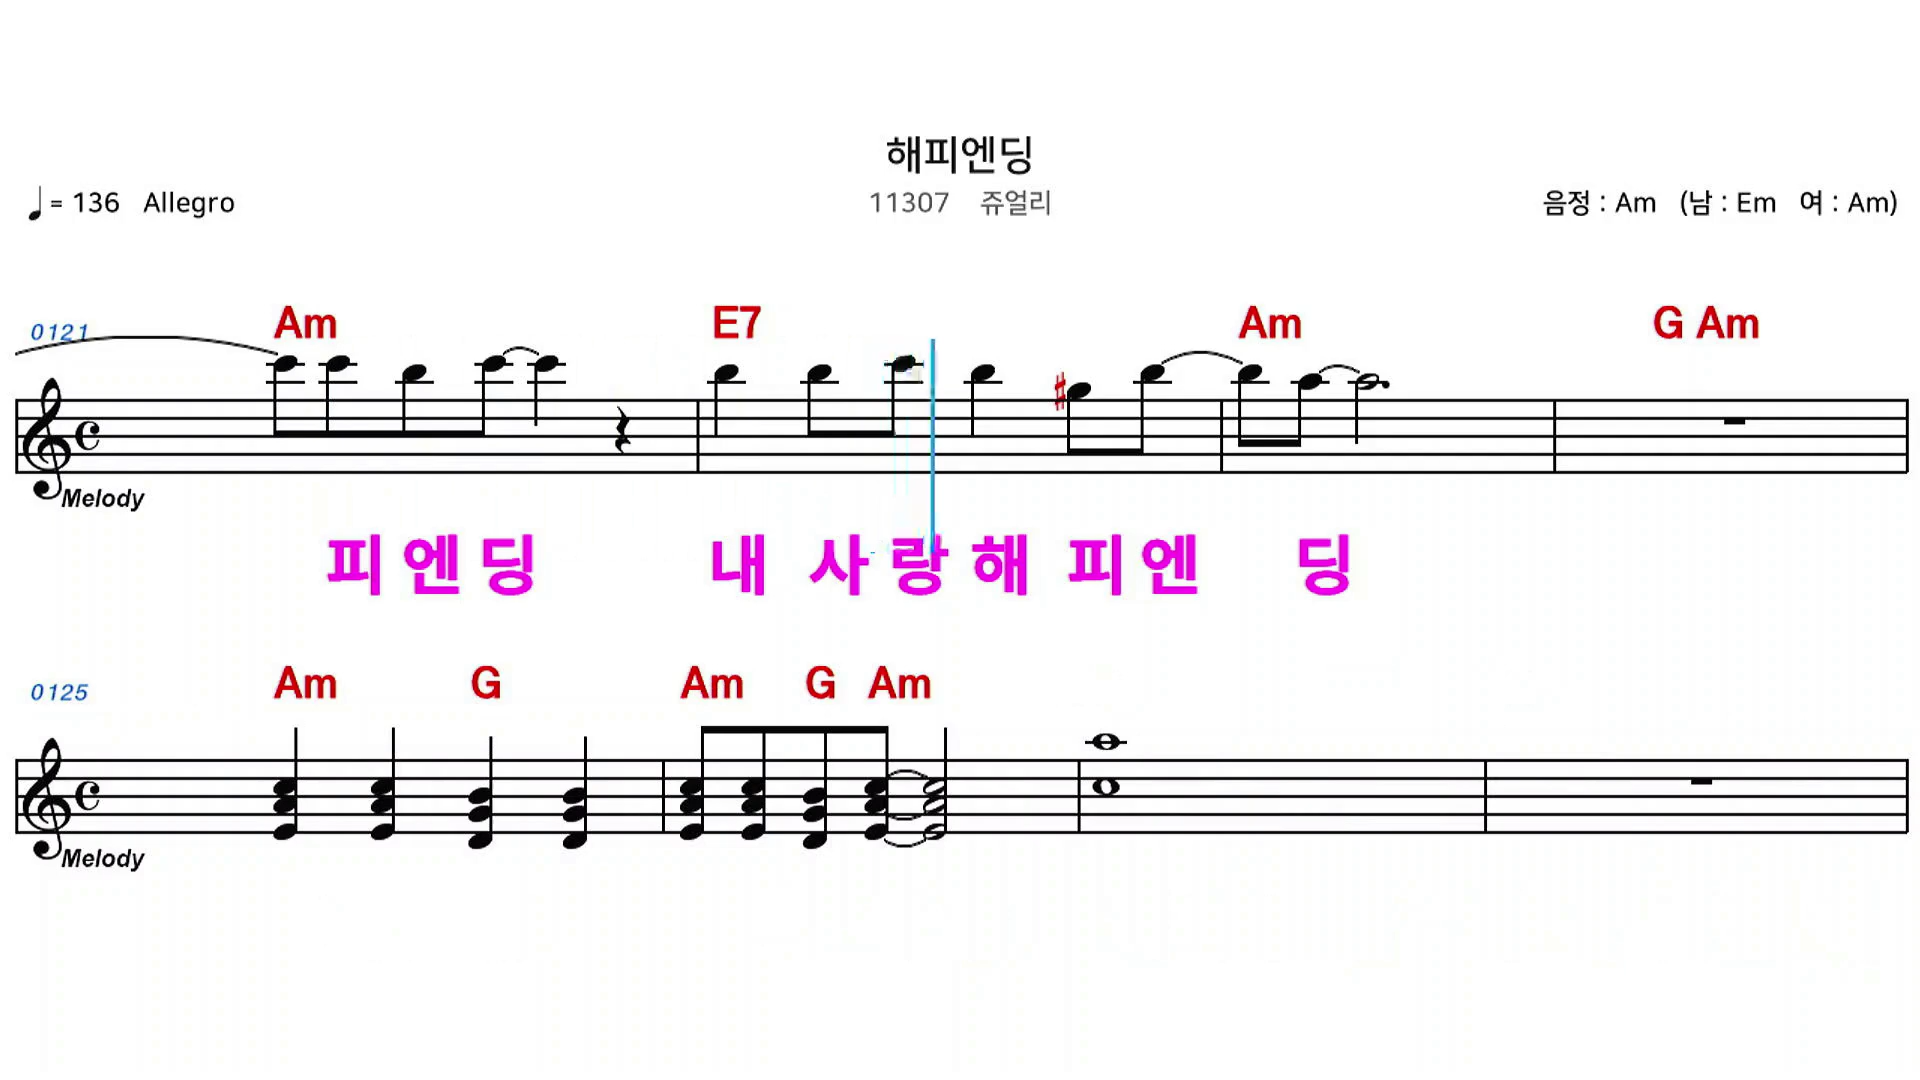 해피엔딩
♩= 136 Allegro 11307 쥬얼리 음정 : Am (남 : Em 여 : Am)
0121 Am E7 Am G Am
Melody
피 엔 딩 내 사 랑 해 피 엔 딩
0125 Am G Am G Am
Melody